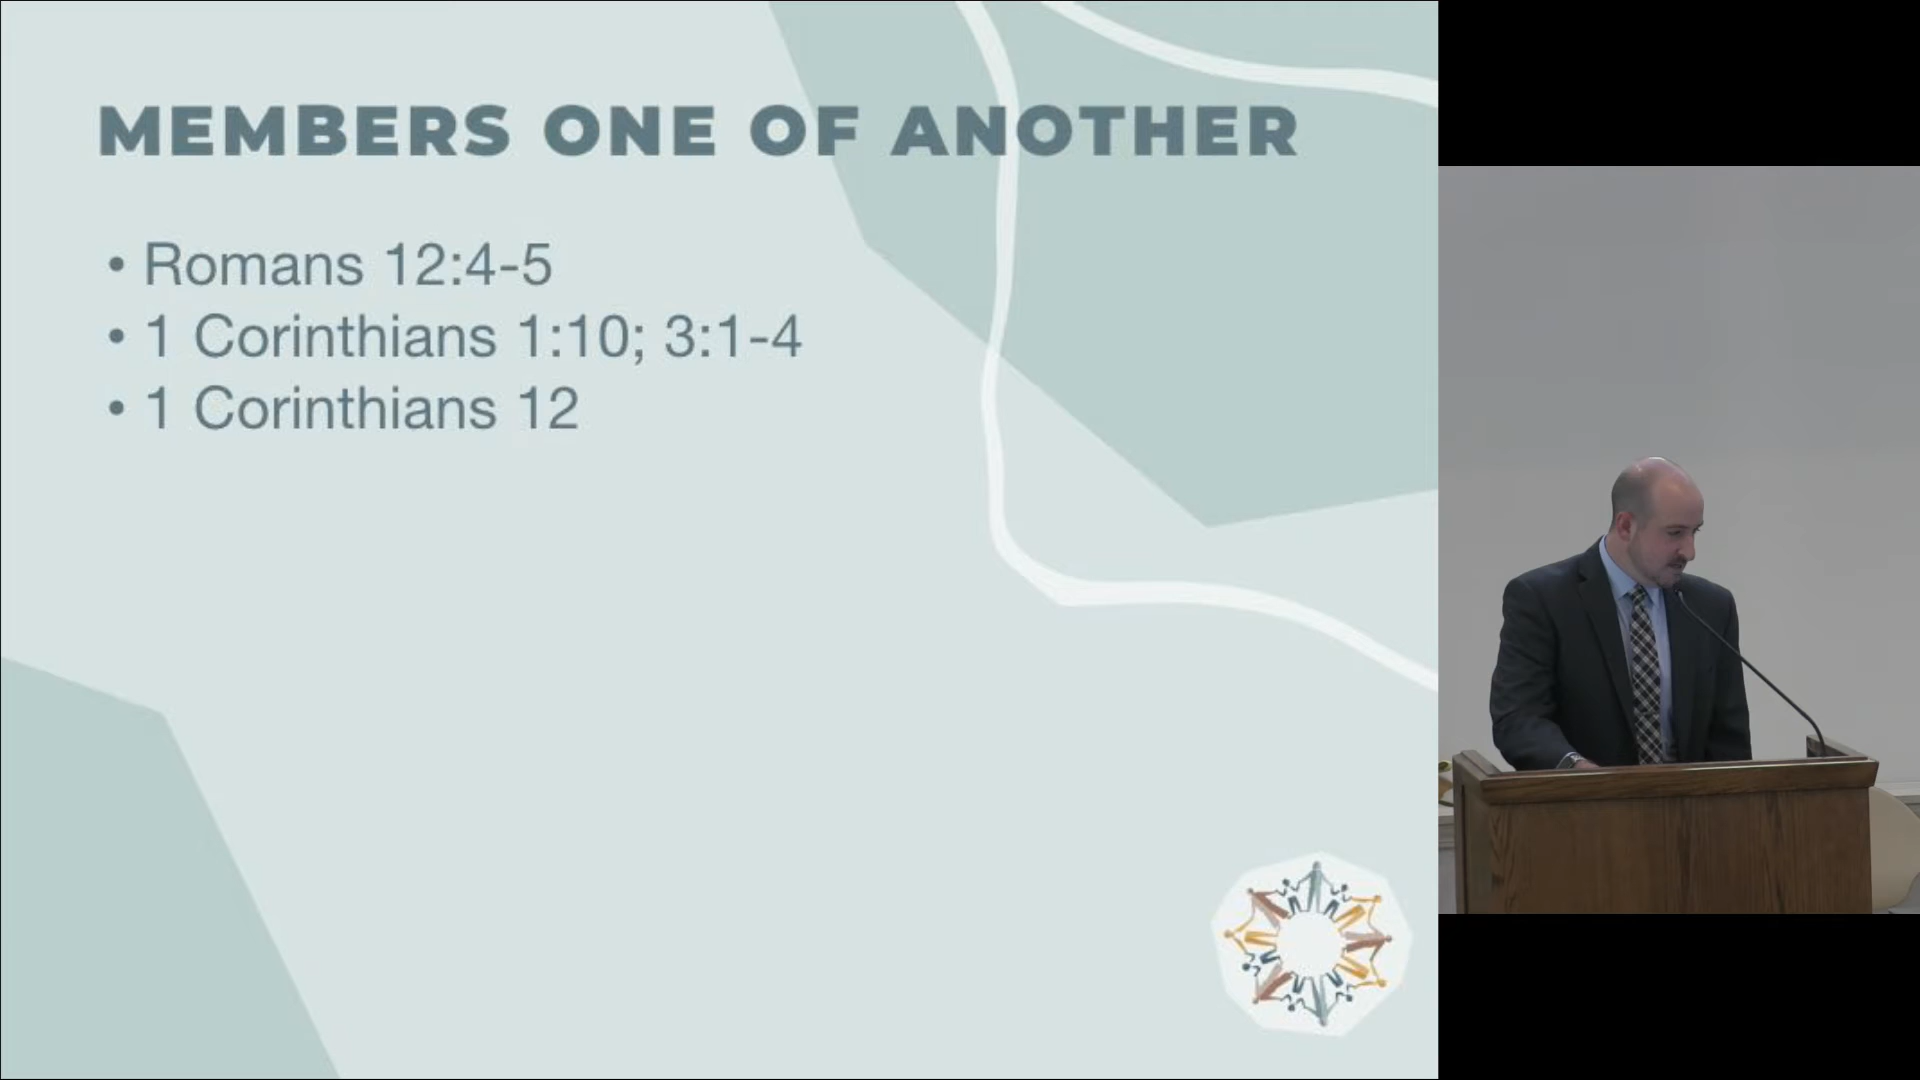 MEMBERS ONE OF ANOTHER
• Romans 12:4-5
• 1 Corinthians 1:10; 3:1-4
• 1 Corinthians 12